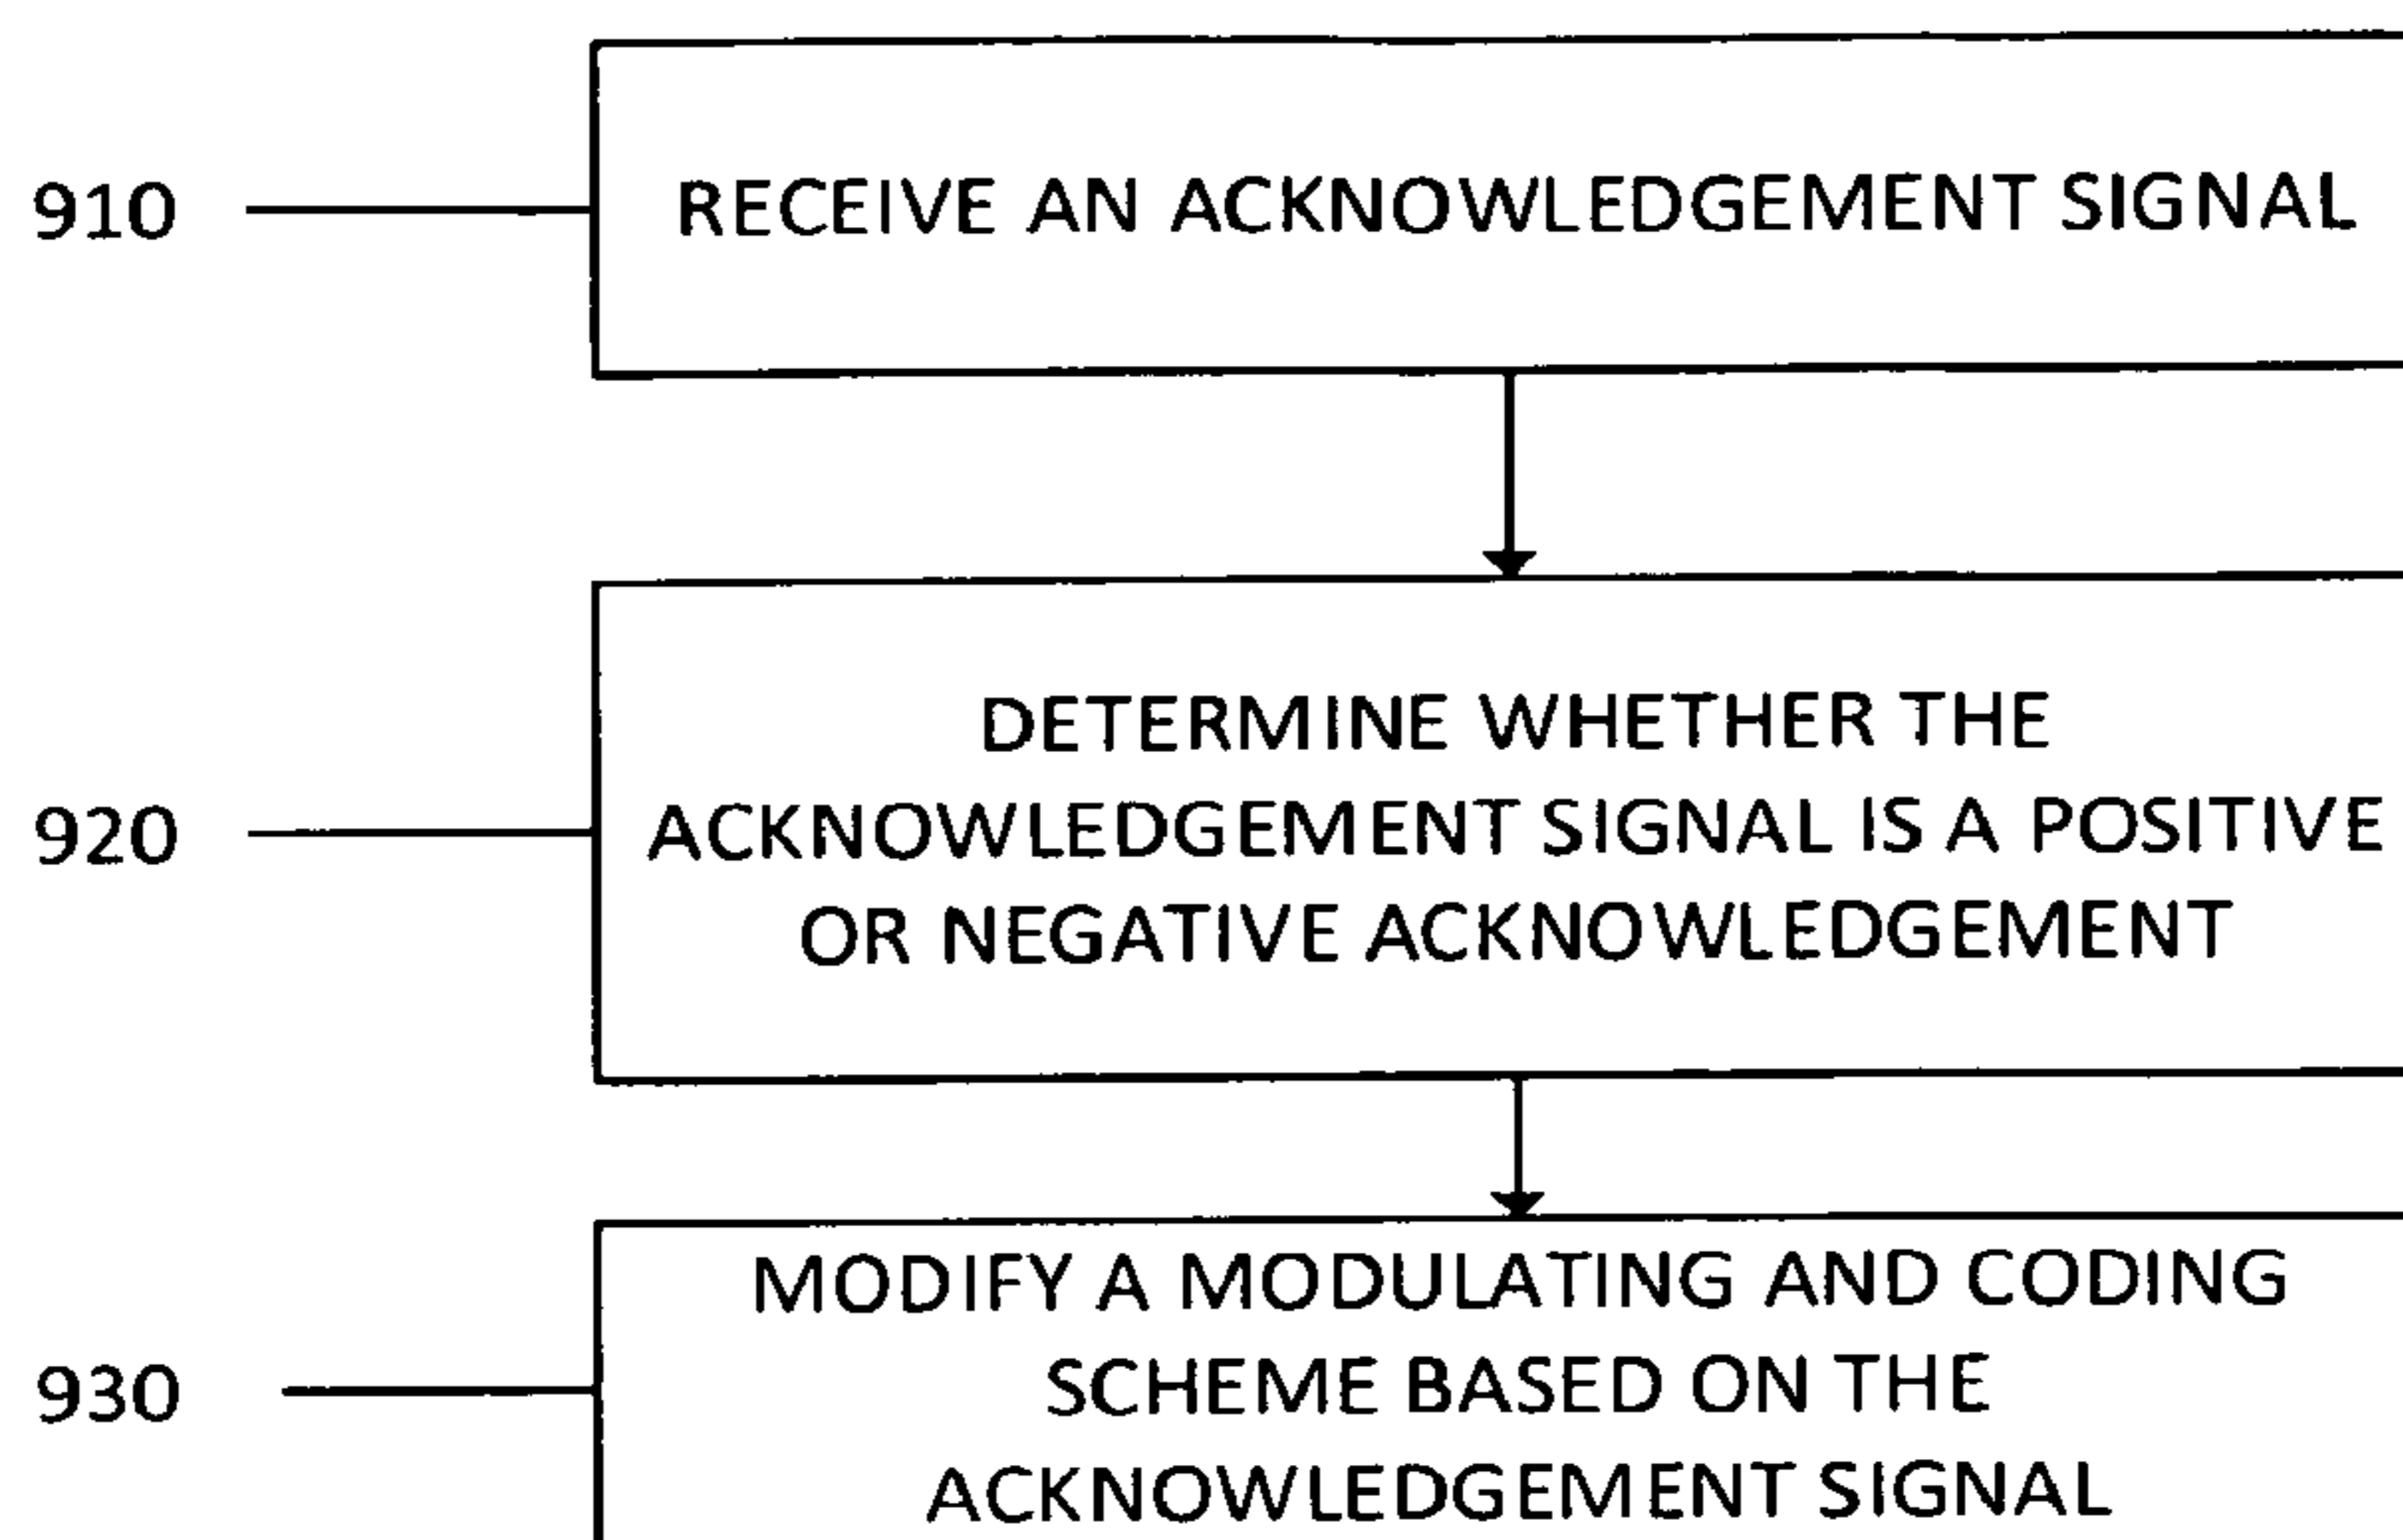 910
RECEIVE AN ACKNOWLEDGEMENT SIGNAL
920
DETERMINE WHETHER THE
ACKNOWLEDGEMENT SIGNAL IS A POSITIVE
OR NEGATIVE ACKNOWLEDGEMENT
930
MODIFY A MODULATING AND CODING
SCHEME BASED ON THE
ACKNOWLEDGEMENT SIGNAL